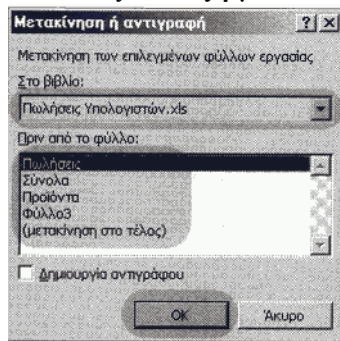 Μετακίνηση ή αντιγραφή
Μετακίνηση των επιλεγμένων φύλλων εργασίας
Στο βιβλίο:
Πωλήσεις Υπολογιστών.xls
Πριν από το φύλλο:
Πωλήσεις
Σύνολα
Προϊόντα
Φύλλο3
(μετακίνηση στο τέλος)
Δημιουργία αντιγράφου
OK Άκυρο